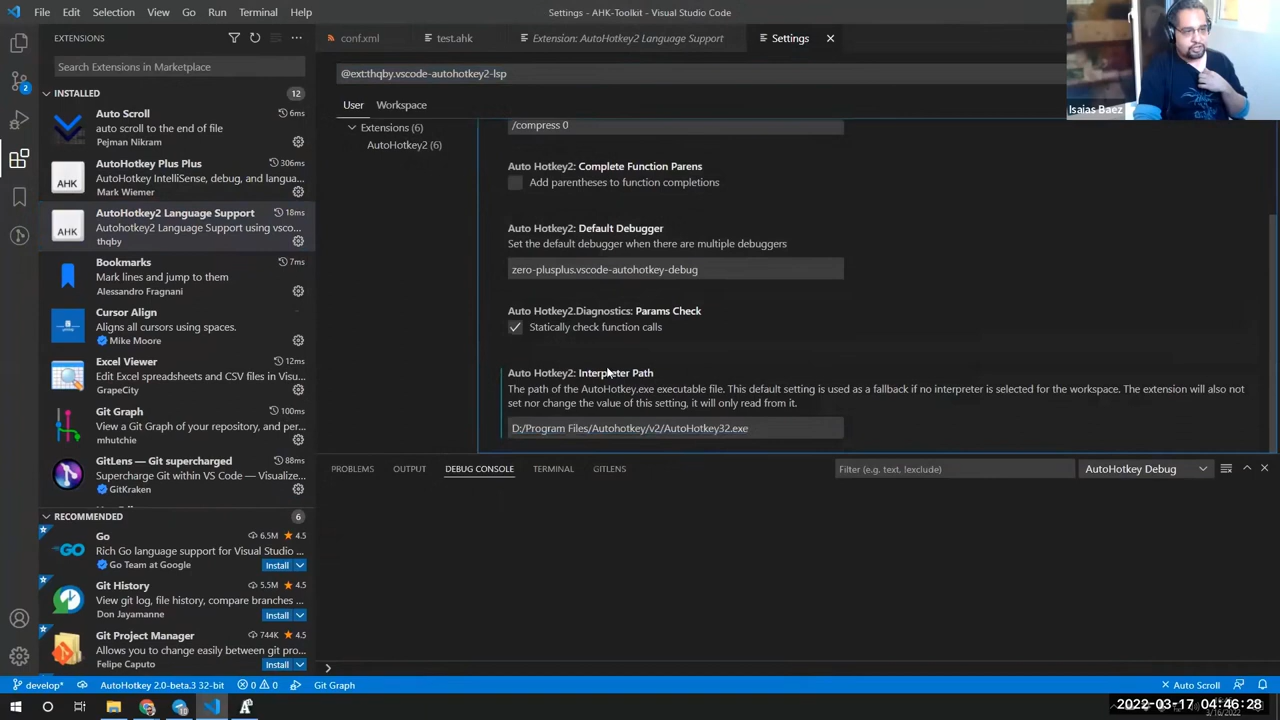 File Edit Selection View Go Run Terminal Help
Settings - AHK-Toolkit - Visual Studio Code
EXTENSIONS
conf.xml
test.ahk
Extension: AutoHotkey2 Language Support
Settings
Search Extensions in Marketplace
@ext:thqby.vscode-autohotkey2-lsp
INSTALLED 12
User Workspace
Isaias Baez
Auto Scroll 6ms
auto scroll to the end of file
Pejman Nikram
AutoHotkey Plus Plus 306ms
AutoHotkey IntelliSense, debug, and langua...
Mark Wiemer
AutoHotkey2 Language Support 18ms
Autohotkey2 Language Support using vsco...
thqby
Bookmarks 7ms
Mark lines and jump to them
Alessandro Fragnani
Cursor Align
Aligns all cursors using spaces.
Mike Moore
Excel Viewer 12ms
Edit Excel spreadsheets and CSV files in Visu...
GrapeCity
Git Graph 100ms
View a Git Graph of your repository, and per...
mhutchie
GitLens — Git supercharged 88ms
Supercharge Git within VS Code — Visualize...
GitKraken
RECOMMENDED 6
Go 6.5M 4.5
Rich Go language support for Visual Studio ...
Go Team at Google Install
Git History 5.5M 4.5
View git log, file history, compare branches ...
Don Jayamanne Install
Git Project Manager 744K 4.5
Allows you to change easily between git pro...
Felipe Caputo Install
Extensions (6)
AutoHotkey2 (6)
/compress 0
Auto Hotkey2: Complete Function Parens
Add parentheses to function completions
Auto Hotkey2: Default Debugger
Set the default debugger when there are multiple debuggers
zero-plusplus.vscode-autohotkey-debug
Auto Hotkey2.Diagnostics: Params Check
Statically check function calls
Auto Hotkey2: Interpreter Path
The path of the AutoHotkey.exe executable file. This default setting is used as a fallback if no interpreter is selected for the workspace. The extension will also not
set nor change the value of this setting, it will only read from it.
D:/Program Files/Autohotkey/v2/AutoHotkey32.exe
PROBLEMS OUTPUT DEBUG CONSOLE TERMINAL GITLENS
Filter (e.g. text, !exclude)
AutoHotkey Debug
develop* AutoHotkey 2.0-beta.3 32-bit 0 0 Git Graph Auto Scroll
2022-03-17 04:46:28